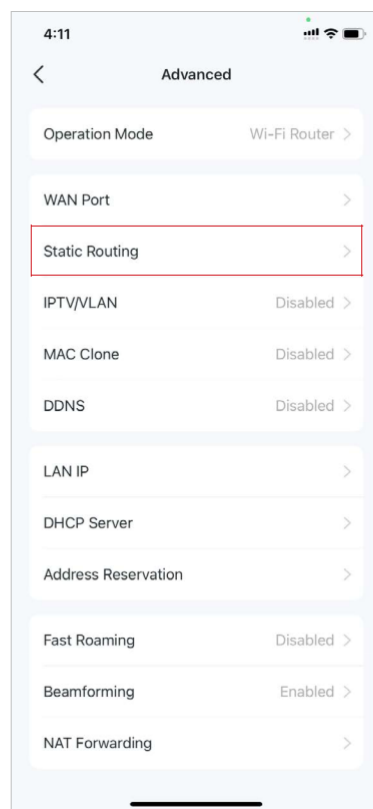 4:11
Advanced
Operation Mode Wi-Fi Router
WAN Port
Static Routing
IPTV/VLAN Disabled
MAC Clone Disabled
DDNS Disabled
LAN IP
DHCP Server
Address Reservation
Fast Roaming Disabled
Beamforming Enabled
NAT Forwarding